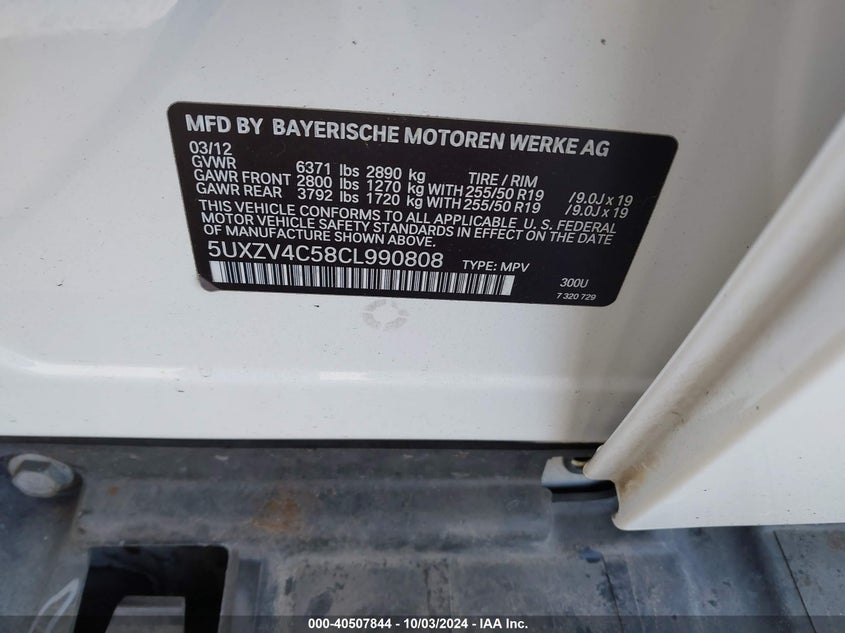 MFD BY BAYERISCHE MOTOREN WERKE AG
03/12
GVWR 6371 lbs 2890 kg TIRE / RIM
GAWR FRONT 2800 lbs 1270 kg WITH 255/50 R19 /9.0J x 19
GAWR REAR 3792 lbs 1720 kg WITH 255/50 R19 /9.0J x 19
THIS VEHICLE CONFORMS TO ALL APPLICABLE U. S. FEDERAL
MOTOR VEHICLE SAFETY STANDARDS IN EFFECT ON THE DATE
OF MANUFACTURE SHOWN ABOVE.
5UXZV4C58CL990808 TYPE: MPV
300U
7 320 729
000-40507844 - 10/03/2024 - IAA Inc.